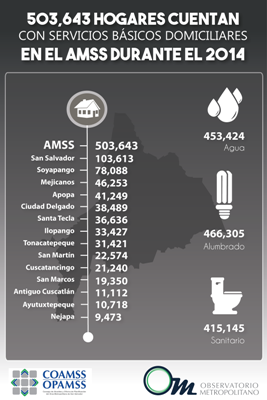 503,643 HOGARES CUENTAN
CON SERVICIOS BÁSICOS DOMICILIARES
EN EL AMSS DURANTE EL 2014
AMSS 503,643
San Salvador 103,613
Soyapango 78,088
Mejicanos 46,253
Apopa 41,249
Ciudad Delgado 38,489
Santa Tecla 36,636
Ilopango 33,427
Tonacatepeque 31,421
San Martín 22,574
Cuscatancingo 21,240
San Marcos 19,350
Antiguo Cuscatlán 11,112
Ayutuxtepeque 10,718
Nejapa 9,473
453,424
Agua
466,305
Alumbrado
415,145
Sanitario
COAMSS
OPAMSS
OM OBSERVATORIO
METROPOLITANO